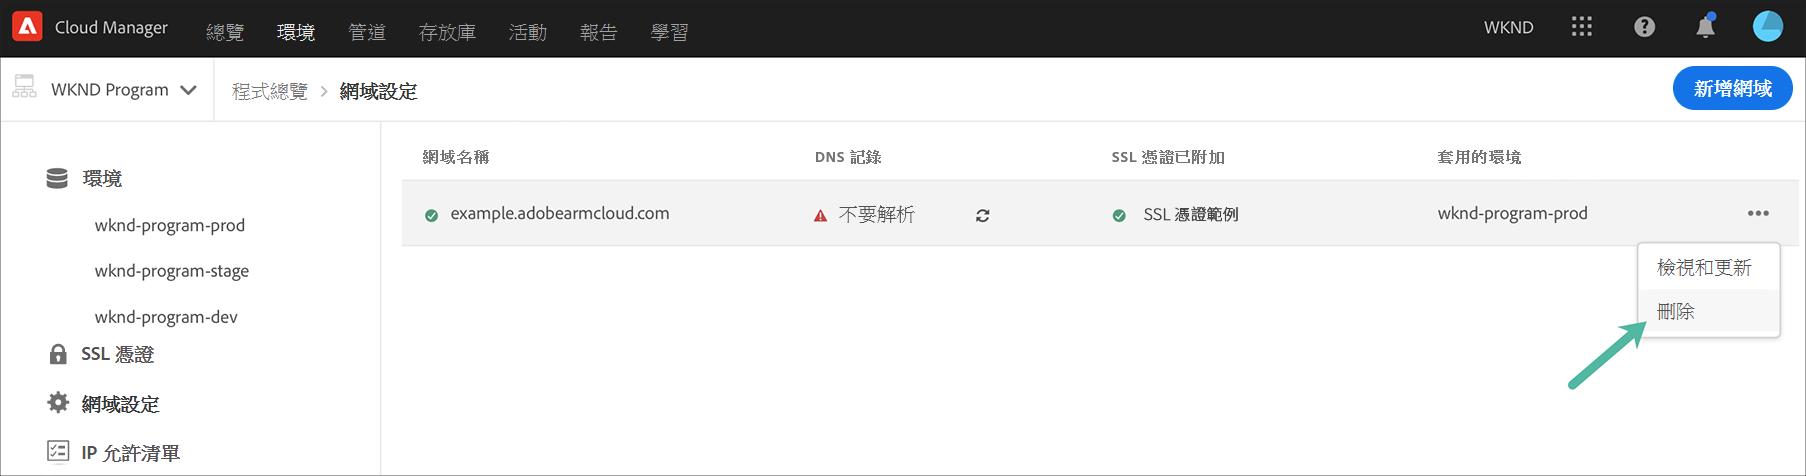 Cloud Manager 總覽 環境 管道 存放庫 活動 報告 學習 WKND
WKND Program 程式總覽 > 網域設定 新增網域
環境
wknd-program-prod
wknd-program-stage
wknd-program-dev
SSL 憑證
網域設定
IP 允許清單
網域名稱 DNS 記錄 SSL 憑證已附加 套用的環境
example.adobearmcloud.com 不要解析 SSL 憑證範例 wknd-program-prod
檢視和更新
刪除